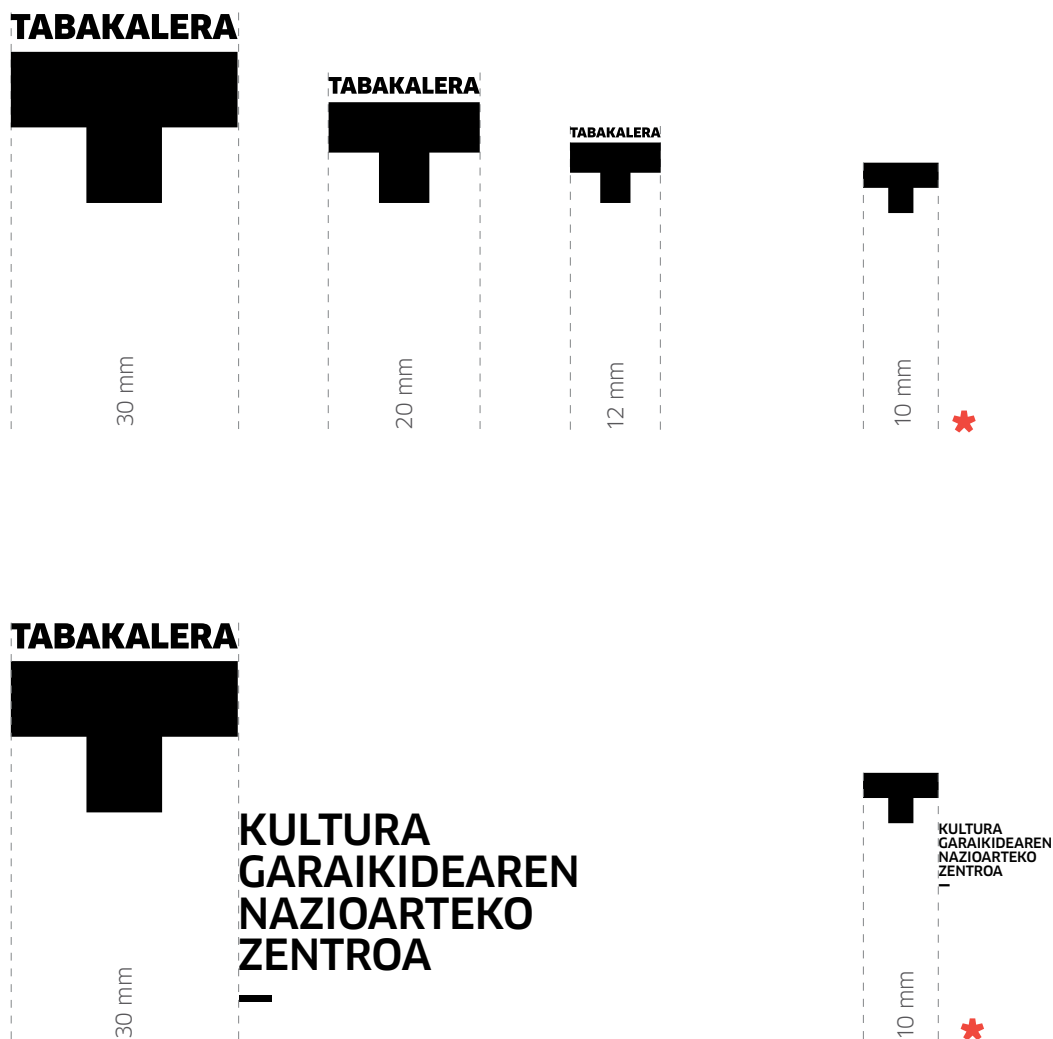 TABAKALERA
TABAKALERA
TABAKALERA
30 mm
20 mm
12 mm
10 mm
*
TABAKALERA
KULTURA
GARAIKIDEAREN
NAZIOARTEKO
ZENTROA
30 mm
KULTURA
GARAIKIDEAREN
NAZIOARTEKO
ZENTROA
10 mm
*